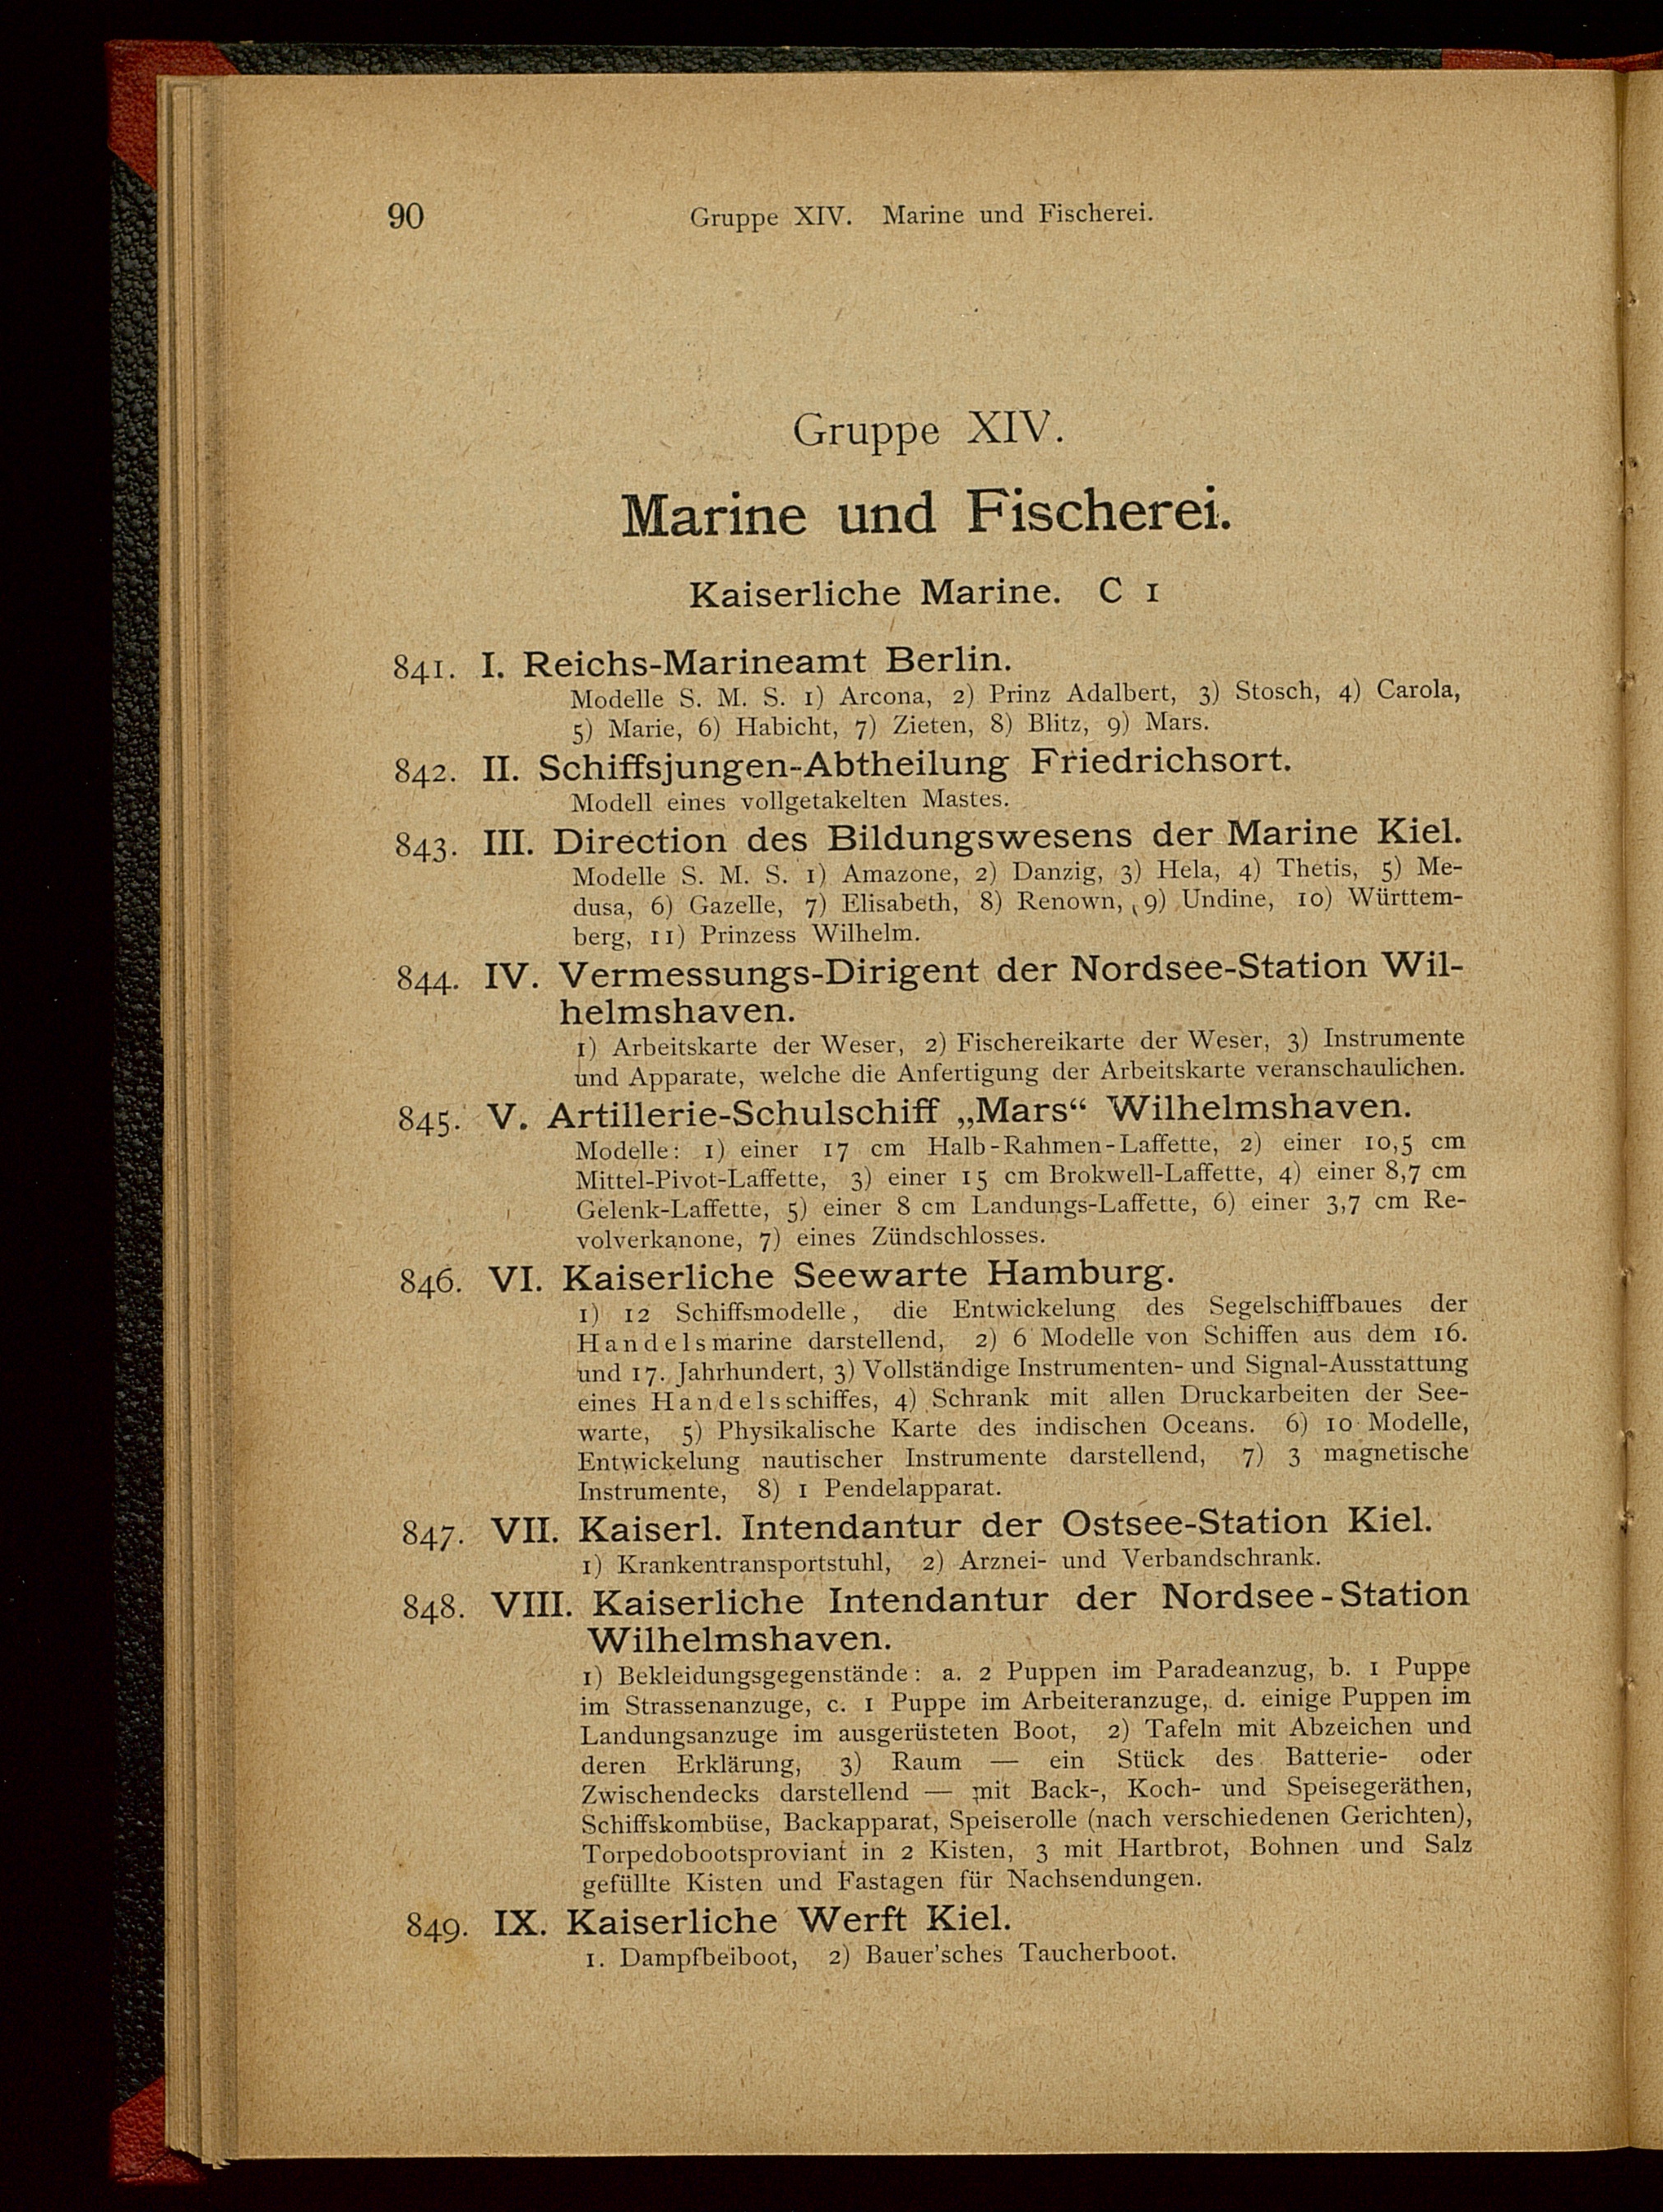 90
Gruppe XIV. Marine und Fischerei.
Gruppe XIV.
Marine und Fischerei.
Kaiserliche Marine. C 1
841. I. Reichs-Marineamt Berlin.
Modelle S. M. S. 1) Arcona, 2) Prinz Adalbert, 3) Stosch, 4) Carola,
5) Marie, 6) Habicht, 7) Zieten, 8) Blitz, 9) Mars.
842. II. Schiffsjungen-Abtheilung Friedrichsort.
Modell eines vollgetakelten Mastes.
843. III. Direction des Bildungswesens der Marine Kiel.
Modelle S. M. S. 1) Amazone, 2) Danzig, 3) Hela, 4) Thetis, 5) Me-
dusa, 6) Gazelle, 7) Elisabeth, 8) Renown, 9) Undine, 10) Württem-
berg, 11) Prinzess Wilhelm.
844. IV. Vermessungs-Dirigent der Nordsee-Station Wil-
helmshaven.
1) Arbeitskarte der Weser, 2) Fischereikarte der Weser, 3) Instrumente
und Apparate, welche die Anfertigung der Arbeitskarte veranschaulichen.
845. V. Artillerie-Schulschiff „Mars“ Wilhelmshaven.
Modelle: 1) einer 17 cm Halb-Rahmen-Laffette, 2) einer 10,5 cm
Mittel-Pivot-Laffette, 3) einer 15 cm Brokwell-Laffette, 4) einer 8,7 cm
Gelenk-Laffette, 5) einer 8 cm Landungs-Laffette, 6) einer 3,7 cm Re-
volverkanone, 7) eines Zündschlosses.
846. VI. Kaiserliche Seewarte Hamburg.
1) 12 Schiffsmodelle, die Entwickelung des Segelschiffbaues der
Handelsmarine darstellend, 2) 6 Modelle von Schiffen aus dem 16.
und 17. Jahrhundert, 3) Vollständige Instrumenten- und Signal-Ausstattung
eines Handelsschiffes, 4) Schrank mit allen Druckarbeiten der See-
warte, 5) Physikalische Karte des indischen Oceans. 6) 10 Modelle,
Entwickelung nautischer Instrumente darstellend, 7) 3 magnetische
Instrumente, 8) 1 Pendelapparat.
847. VII. Kaiserl. Intendantur der Ostsee-Station Kiel.
1) Krankentransportstuhl, 2) Arznei- und Verbandschrank.
848. VIII. Kaiserliche Intendantur der Nordsee-Station
Wilhelmshaven.
1) Bekleidungsgegenstände: a. 2 Puppen im Paradeanzug, b. 1 Puppe
im Strassenanzuge, c. 1 Puppe im Arbeiteranzuge, d. einige Puppen im
Landungsanzuge im ausgerüsteten Boot, 2) Tafeln mit Abzeichen und
deren Erklärung, 3) Raum — ein Stück des Batterie- oder
Zwischendecks darstellend — mit Back-, Koch- und Speisegeräthen,
Schiffskombüse, Backapparat, Speiserolle (nach verschiedenen Gerichten),
Torpedobootsproviant in 2 Kisten, 3 mit Hartbrot, Bohnen und Salz
gefüllte Kisten und Fastagen für Nachsendungen.
849. IX. Kaiserliche Werft Kiel.
1. Dampfbeiboot, 2) Bauer'sches Taucherboot.